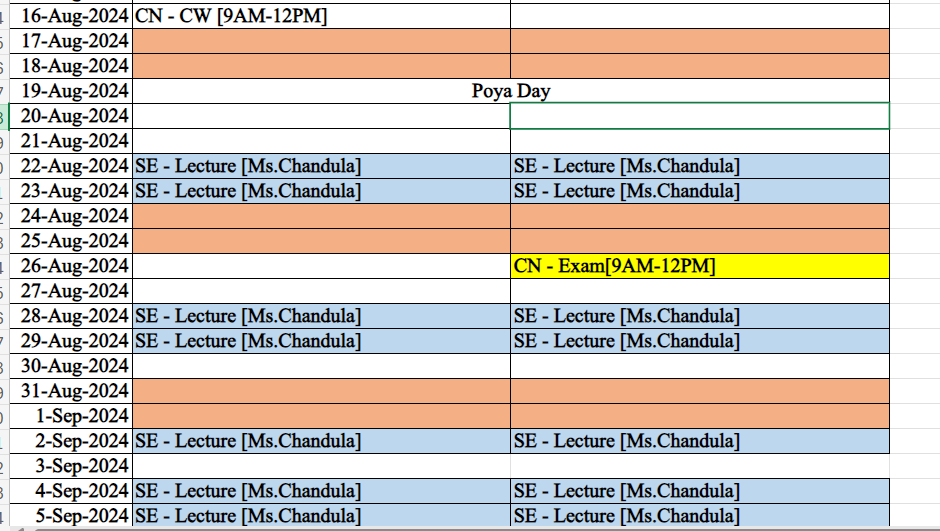 16-Aug-2024 CN - CW [9AM-12PM]
17-Aug-2024
18-Aug-2024
19-Aug-2024 Poya Day
20-Aug-2024
21-Aug-2024
22-Aug-2024 SE - Lecture [Ms.Chandula] SE - Lecture [Ms.Chandula]
23-Aug-2024 SE - Lecture [Ms.Chandula] SE - Lecture [Ms.Chandula]
24-Aug-2024
25-Aug-2024
26-Aug-2024 CN - Exam[9AM-12PM]
27-Aug-2024
28-Aug-2024 SE - Lecture [Ms.Chandula] SE - Lecture [Ms.Chandula]
29-Aug-2024 SE - Lecture [Ms.Chandula] SE - Lecture [Ms.Chandula]
30-Aug-2024
31-Aug-2024
1-Sep-2024
2-Sep-2024 SE - Lecture [Ms.Chandula] SE - Lecture [Ms.Chandula]
3-Sep-2024
4-Sep-2024 SE - Lecture [Ms.Chandula] SE - Lecture [Ms.Chandula]
5-Sep-2024 SE - Lecture [Ms.Chandula] SE - Lecture [Ms.Chandula]